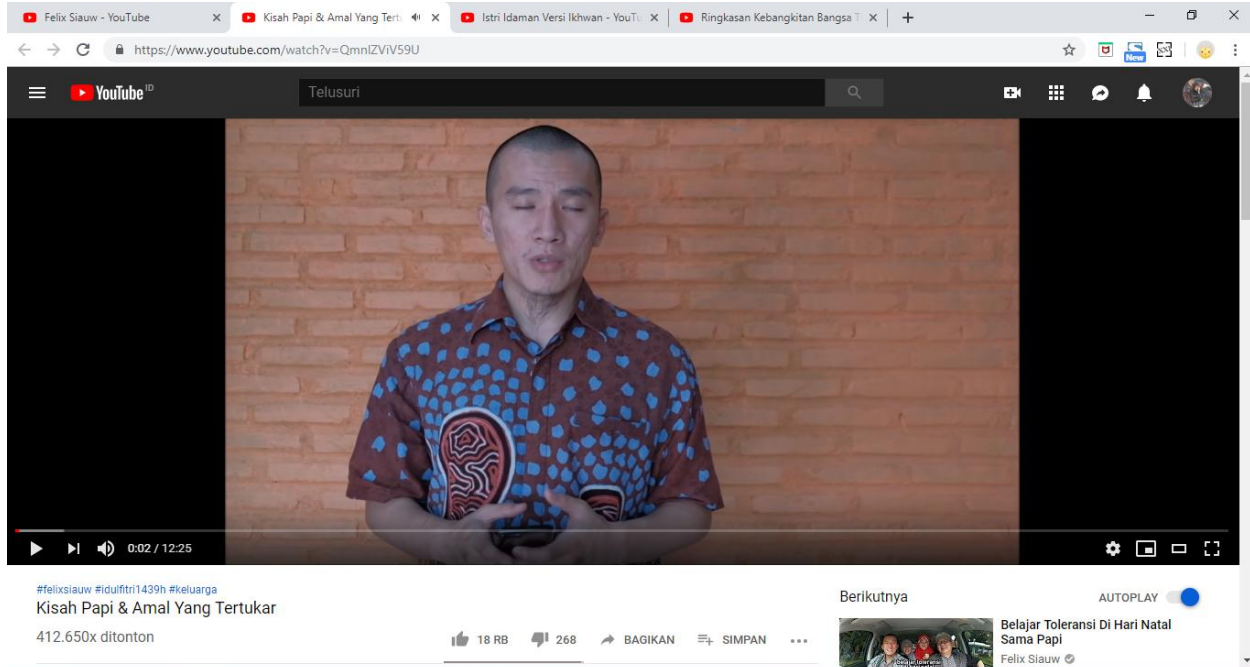 Felix Siauw - YouTube
Kisah Papi & Amal Yang Tert
Istri Idaman Versi Ikhwan - YouTu
Ringkasan Kebangkitan Bangsa T
https://www.youtube.com/watch?v=QmnlZViV59U
New
YouTube ID
Telusuri
0:02 / 12:25
#felixsiauw #idulfitri1439h #keluarga
Kisah Papi & Amal Yang Tertukar
412.650x ditonton
18 RB
268
BAGIKAN
SIMPAN
Berikutnya
AUTOPLAY
Belajar Toleransi Di Hari Natal
Sama Papi
Felix Siauw